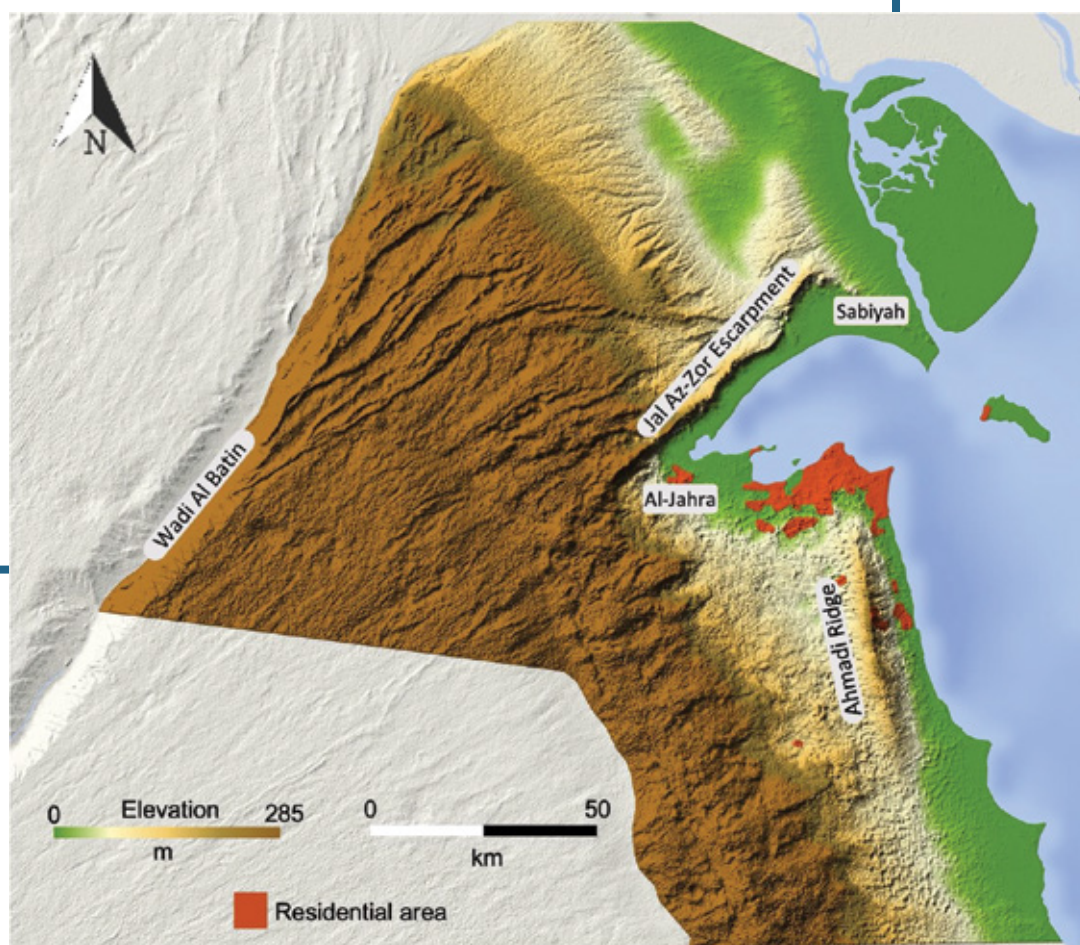 N
Jal Az-Zor Escarpment
Sabiyah
Wadi Al Batin
Al-Jahra
Ahmadi Ridge
0 Elevation 285
m
0 50
km
Residential area